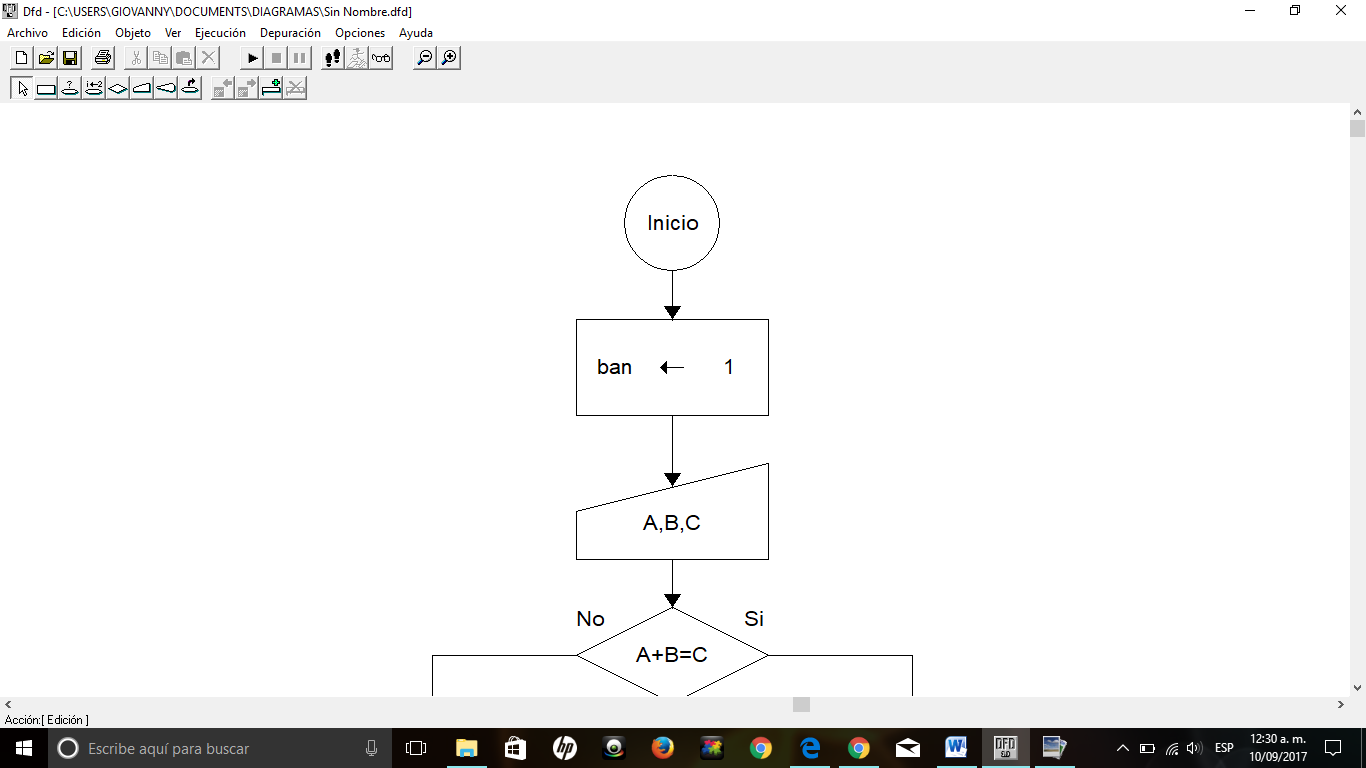 Dfd - [C:\USERS\GIOVANNY\DOCUMENTS\DIAGRAMAS\Sin Nombre.dfd]
Archivo Edición Objeto Ver Ejecución Depuración Opciones Ayuda
Inicio
ban 1
A,B,C
No Si
A+B=C
Acción:[ Edición ]
Escribe aquí para buscar
ESP
12:30 a. m.
10/09/2017